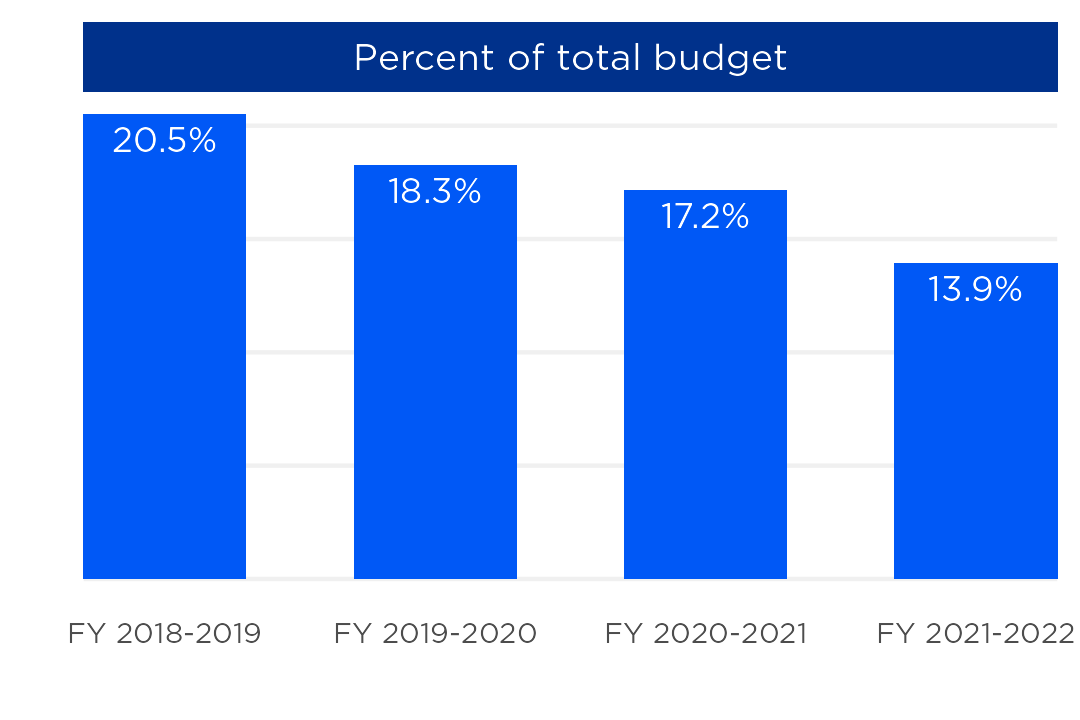 Percent of total budget
20.5%
18.3%
17.2%
13.9%
FY 2018-2019
FY 2019-2020
FY 2020-2021
FY 2021-2022